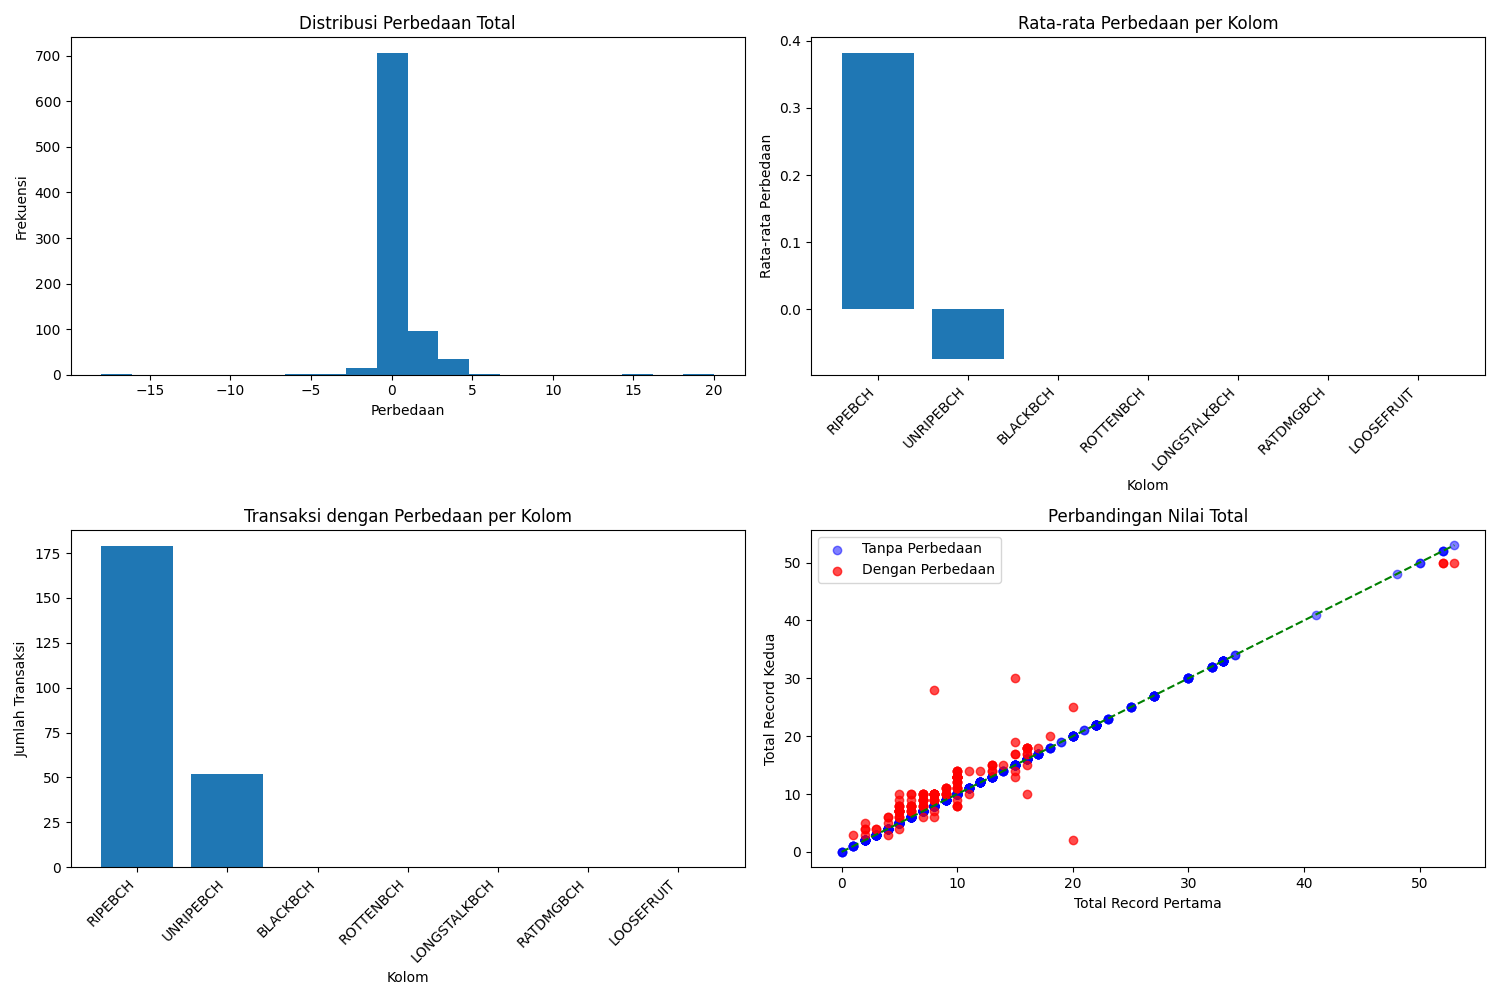 Distribusi Perbedaan Total
700
600
500
400
300
200
100
0
Frekuensi
−15 −10 −5 0 5 10 15 20
Perbedaan
Rata-rata Perbedaan per Kolom
0.4
0.3
0.2
0.1
0.0
Rata-rata Perbedaan
RIPEBCH
UNRIPEBCH
BLACKBCH
ROTTENBCH
LONGSTALKBCH
RATDMGBCH
LOOSEFRUIT
Kolom
Transaksi dengan Perbedaan per Kolom
175
150
125
100
75
50
25
0
Jumlah Transaksi
RIPEBCH
UNRIPEBCH
BLACKBCH
ROTTENBCH
LONGSTALKBCH
RATDMGBCH
LOOSEFRUIT
Kolom
Perbandingan Nilai Total
Tanpa Perbedaan
Dengan Perbedaan
50
40
30
20
10
0
Total Record Kedua
0 10 20 30 40 50
Total Record Pertama